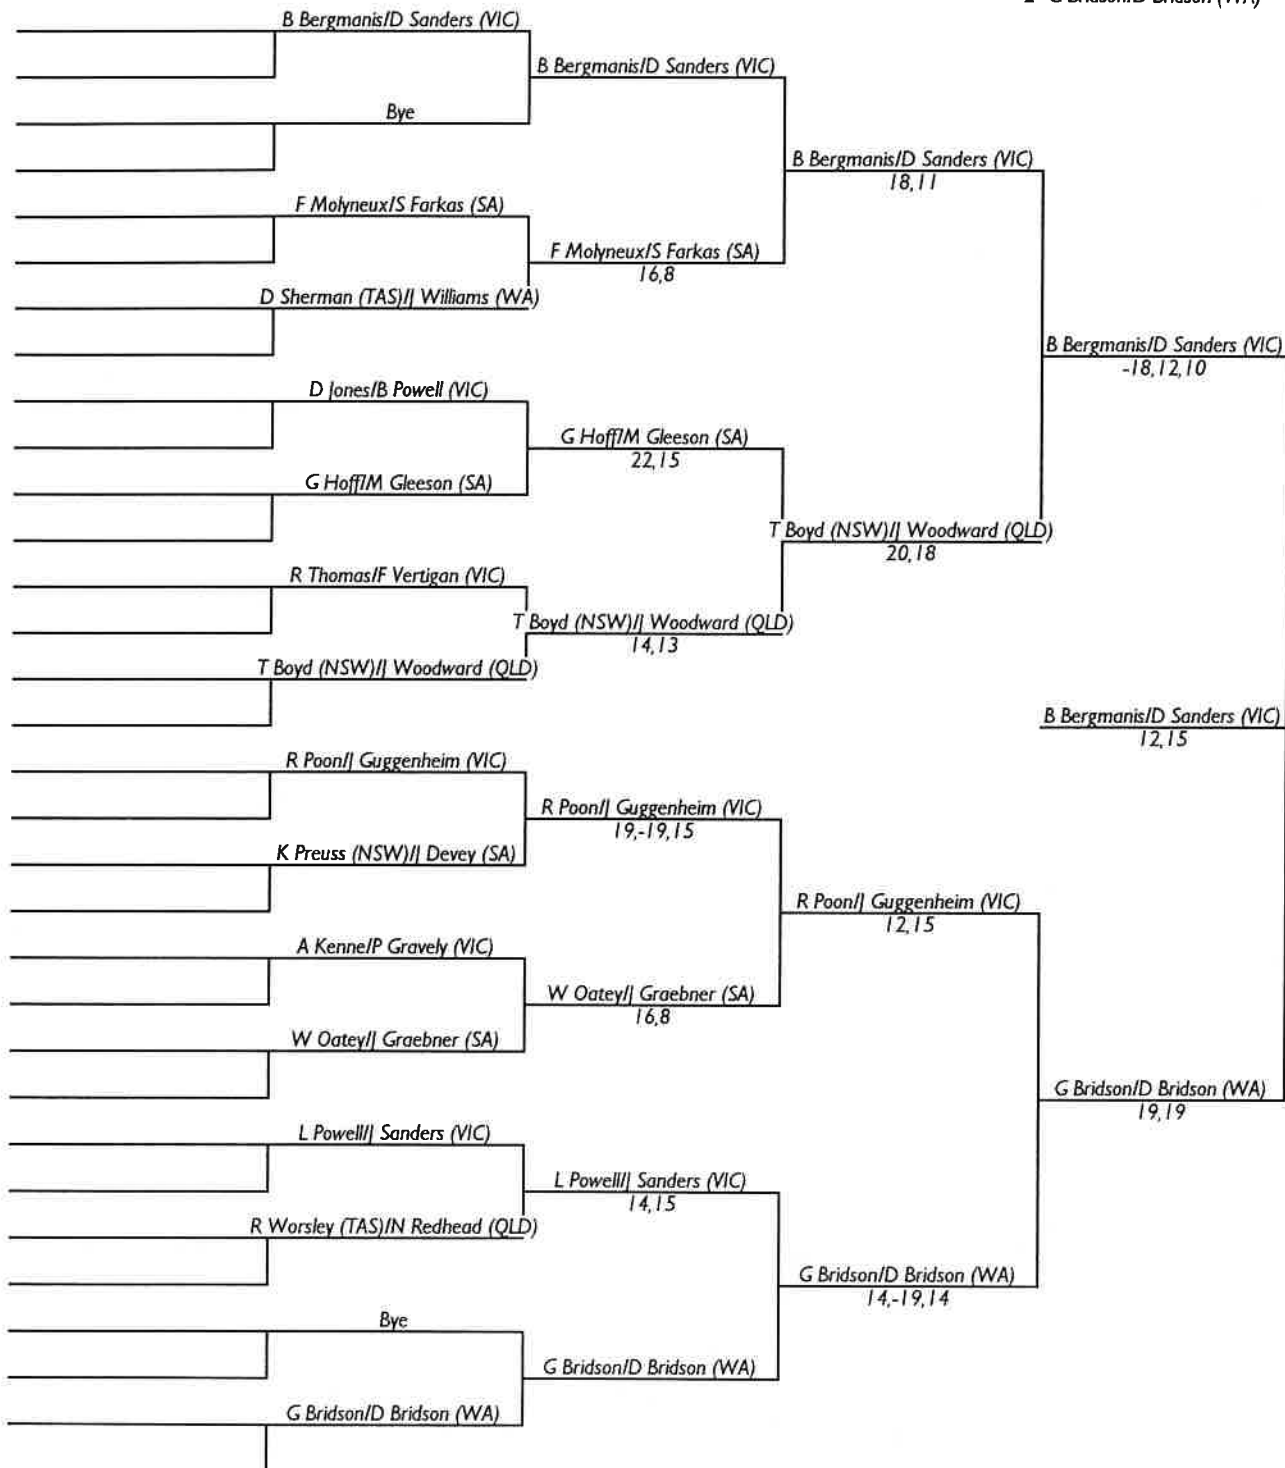 2 G Bridson/D Bridson (WA)
B Bergmanis/D Sanders (VIC)
B Bergmanis/D Sanders (VIC)
Bye
B Bergmanis/D Sanders (VIC)
18,11
F Molyneux/S Farkas (SA)
F Molyneux/S Farkas (SA)
16,8
D Sherman (TAS)/J Williams (WA)
B Bergmanis/D Sanders (VIC)
-18,12,10
D Jones/B Powell (VIC)
G Hoff/M Gleeson (SA)
22,15
G Hoff/M Gleeson (SA)
T Boyd (NSW)/J Woodward (QLD)
20,18
R Thomas/F Vertigan (VIC)
T Boyd (NSW)/J Woodward (QLD)
14,13
T Boyd (NSW)/J Woodward (QLD)
B Bergmanis/D Sanders (VIC)
12,15
R Poon/J Guggenheim (VIC)
R Poon/J Guggenheim (VIC)
19,-19,15
K Preuss (NSW)/J Devey (SA)
R Poon/J Guggenheim (VIC)
12,15
A Kenne/P Gravely (VIC)
W Oatey/J Graebner (SA)
16,8
W Oatey/J Graebner (SA)
G Bridson/D Bridson (WA)
19,19
L Powell/J Sanders (VIC)
L Powell/J Sanders (VIC)
14,15
R Worsley (TAS)/N Redhead (QLD)
G Bridson/D Bridson (WA)
14,-19,14
Bye
G Bridson/D Bridson (WA)
G Bridson/D Bridson (WA)